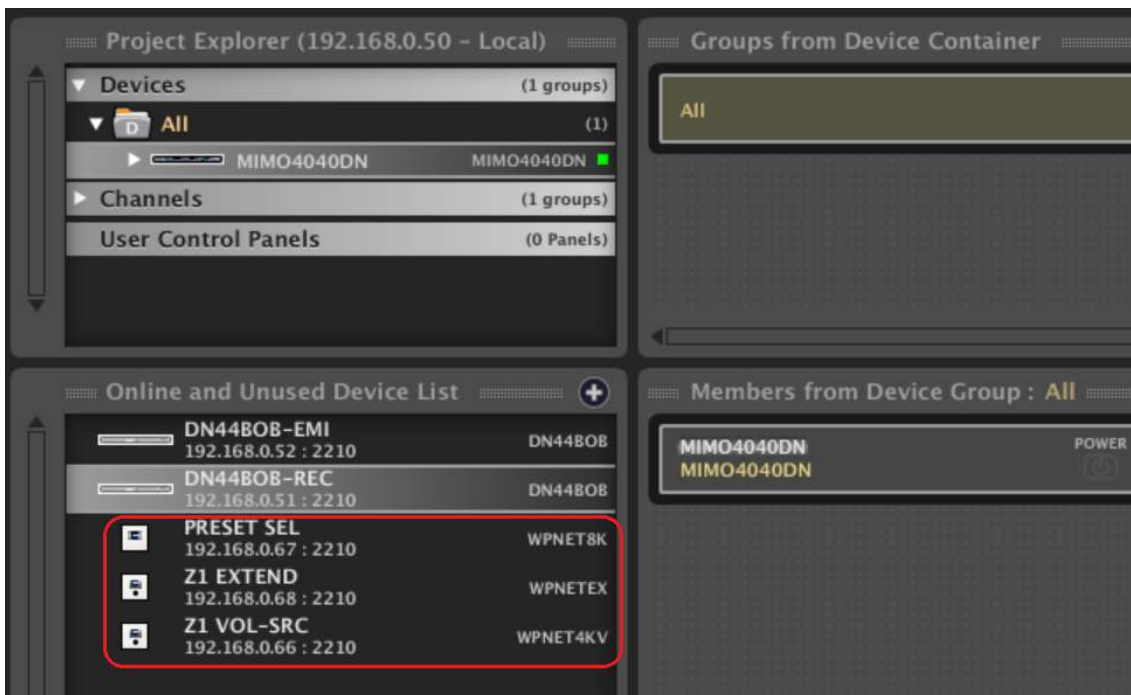 Project Explorer (192.168.0.50 – Local)
Devices (1 groups)
D All (1)
MIMO4040DN MIMO4040DN
Channels (1 groups)
User Control Panels (0 Panels)
Groups from Device Container
All
Online and Unused Device List
DN44BOB-EMI DN44BOB
192.168.0.52 : 2210
DN44BOB-REC DN44BOB
192.168.0.51 : 2210
PRESET SEL WPNET8K
192.168.0.67 : 2210
Z1 EXTEND WPNETEX
192.168.0.68 : 2210
Z1 VOL-SRC WPNET4KV
192.168.0.66 : 2210
Members from Device Group : All
MIMO4040DN POWER
MIMO4040DN